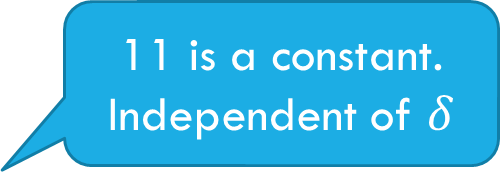 11 is a constant.
Independent of δ